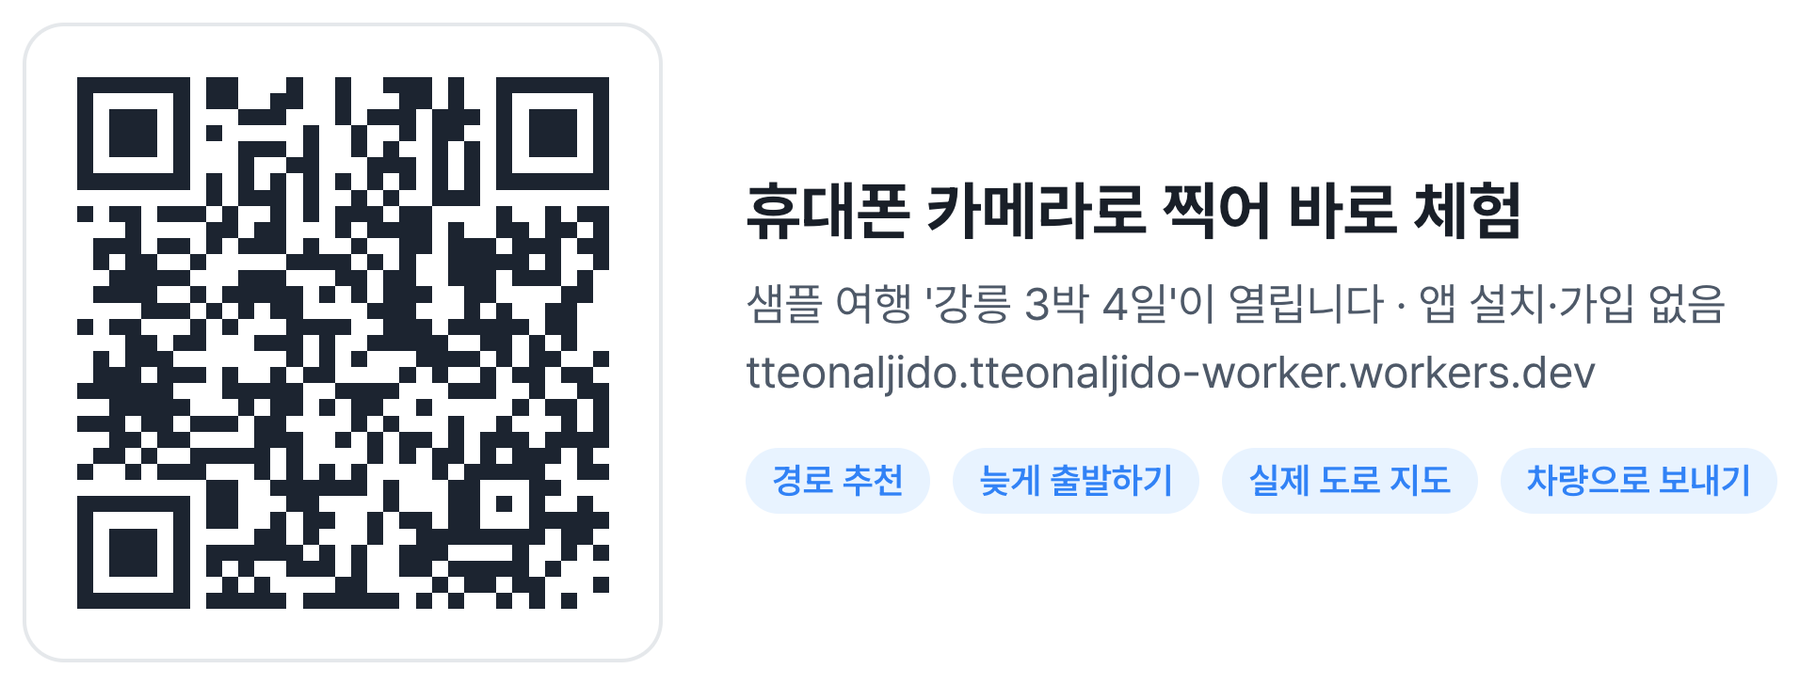 휴대폰 카메라로 찍어 바로 체험
샘플 여행 '강릉 3박 4일'이 열립니다 · 앱 설치·가입 없음
tteonaljido.tteonaljido-worker.workers.dev
경로 추천 늦게 출발하기 실제 도로 지도 차량으로 보내기